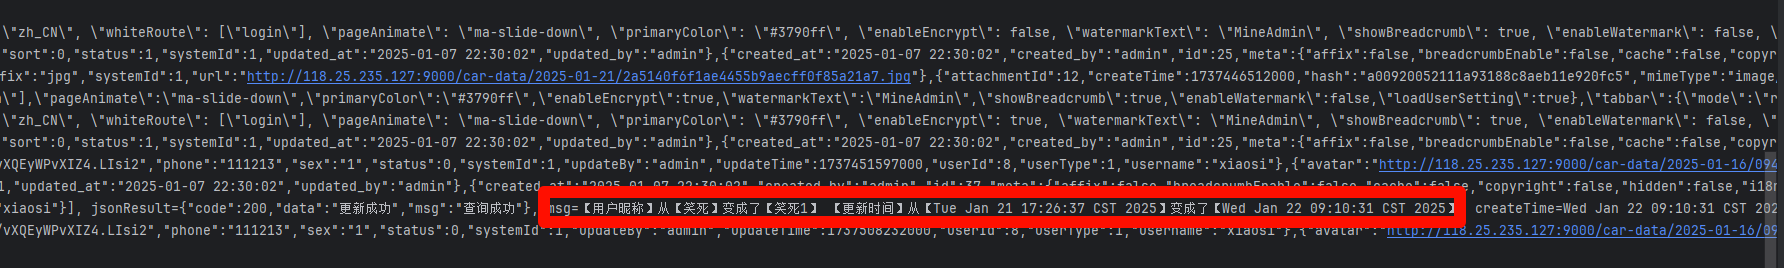 \"zh_CN\", \"whiteRoute\": [\"login\"], \"pageAnimate\": \"ma-slide-down\", \"primaryColor\": \"#3790ff\", \"enableEncrypt\": false, \"watermarkText\": \"MineAdmin\", \"showBreadcrumb\": true, \"enableWatermark\": false, \
"sort":0,"status":1,"systemId":1,"updated_at":"2025-01-07 22:30:02","updated_by":"admin"},{"created_at":"2025-01-07 22:30:02","created_by":"admin","id":25,"meta":{"affix":false,"breadcrumbEnable":false,"cache":false,"copyr
fix":"jpg","systemId":1,"url":"http://118.25.235.127:9000/car-data/2025-01-21/2a5140f6f1ae4455b9aecff0f85a21a7.jpg"},{"attachmentId":12,"createTime":1737446512000,"hash":"a00920052111a93188c8aeb11e920fc5","mimeType":"image,
\"],\"pageAnimate\":\"ma-slide-down\",\"primaryColor\":\"#3790ff\",\"enableEncrypt\":true,\"watermarkText\":\"MineAdmin\",\"showBreadcrumb\":true,\"enableWatermark\":false,\"loadUserSetting\":true},\"tabbar\":{\"mode\":\"r
\"zh_CN\", \"whiteRoute\": [\"login\"], \"pageAnimate\": \"ma-slide-down\", \"primaryColor\": \"#3790ff\", \"enableEncrypt\": true, \"watermarkText\": \"MineAdmin\", \"showBreadcrumb\": true, \"enableWatermark\": false, \"
"sort":0,"status":1,"systemId":1,"updated_at":"2025-01-07 22:30:02","updated_by":"admin"},{"created_at":"2025-01-07 22:30:02","created_by":"admin","id":25,"meta":{"affix":false,"breadcrumbEnable":false,"cache":false,"copyr
vXQEyWPvXIZ4.LIsi2","phone":"111213","sex":"1","status":0,"systemId":1,"updateBy":"admin","updateTime":1737451597000,"userId":8,"userType":1,"username":"xiaosi"},{"avatar":"http://118.25.235.127:9000/car-data/2025-01-16/094
1,"updated_at":"2025-01-07 22:30:02","updated_by":"admin"},{"created_at":"2025-01-07 22:30:02","created_by":"admin","id":37,"meta":{"affix":false,"breadcrumbEnable":false,"cache":false,"copyright":false,"hidden":false,"i18n
"xiaosi"}], jsonResult={"code":200,"data":"更新成功","msg":"查询成功"}, msg=【用户昵称】从【笑死】变成了【笑死1】 【更新时间】从【Tue Jan 21 17:26:37 CST 2025】变成了【Wed Jan 22 09:10:31 CST 2025】 createTime=Wed Jan 22 09:10:31 CST 202
/vXQEyWPvXIZ4.LIsi2","phone":"111213","sex":"1","status":0,"systemId":1,"updateBy":"admin","updateTime":1737508232000,"userId":8,"userType":1,"username":"xiaosi"},{"avatar":"http://118.25.235.127:9000/car-data/2025-01-16/09